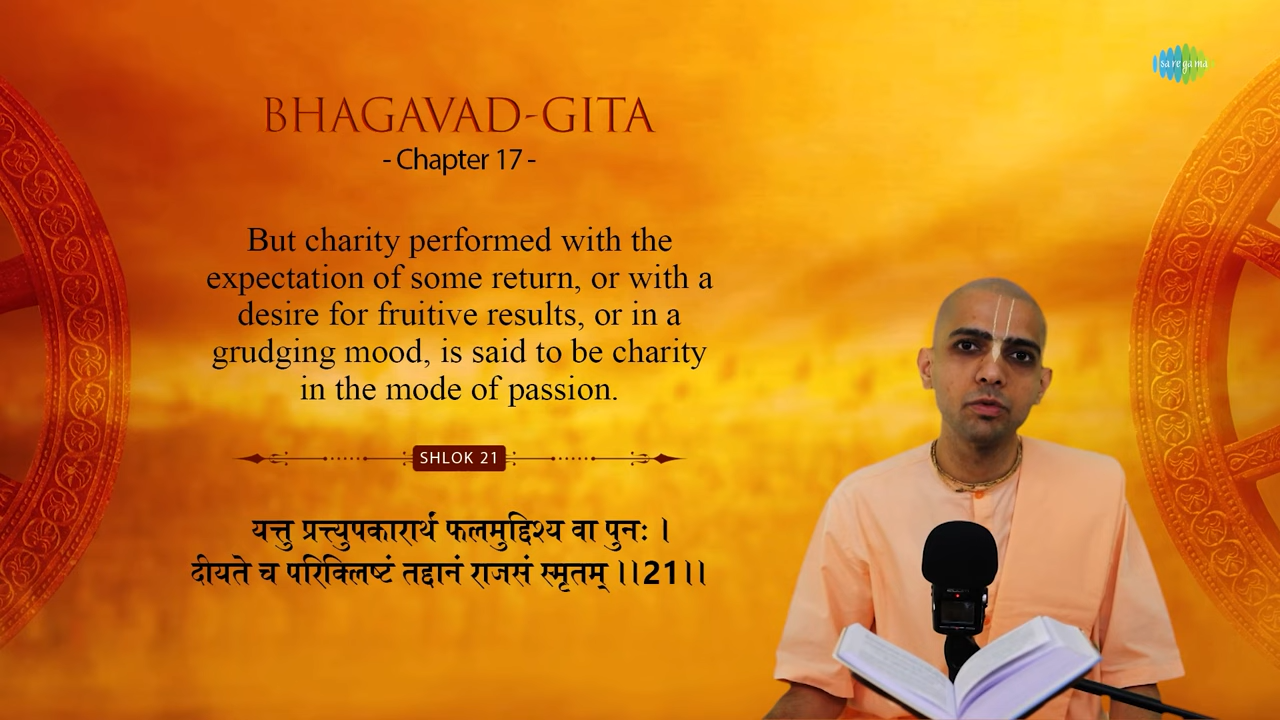 saregama
BHAGAVAD-GITA
- Chapter 17 -
But charity performed with the
expectation of some return, or with a
desire for fruitive results, or in a
grudging mood, is said to be charity
in the mode of passion.
SHLOK 21
यत्तु प्रत्त्युपकारार्थं फलमुद्दिश्य वा पुनः ।
दीयते च परिक्लिष्टं तद्दानं राजसं स्मृतम् ।।21।।